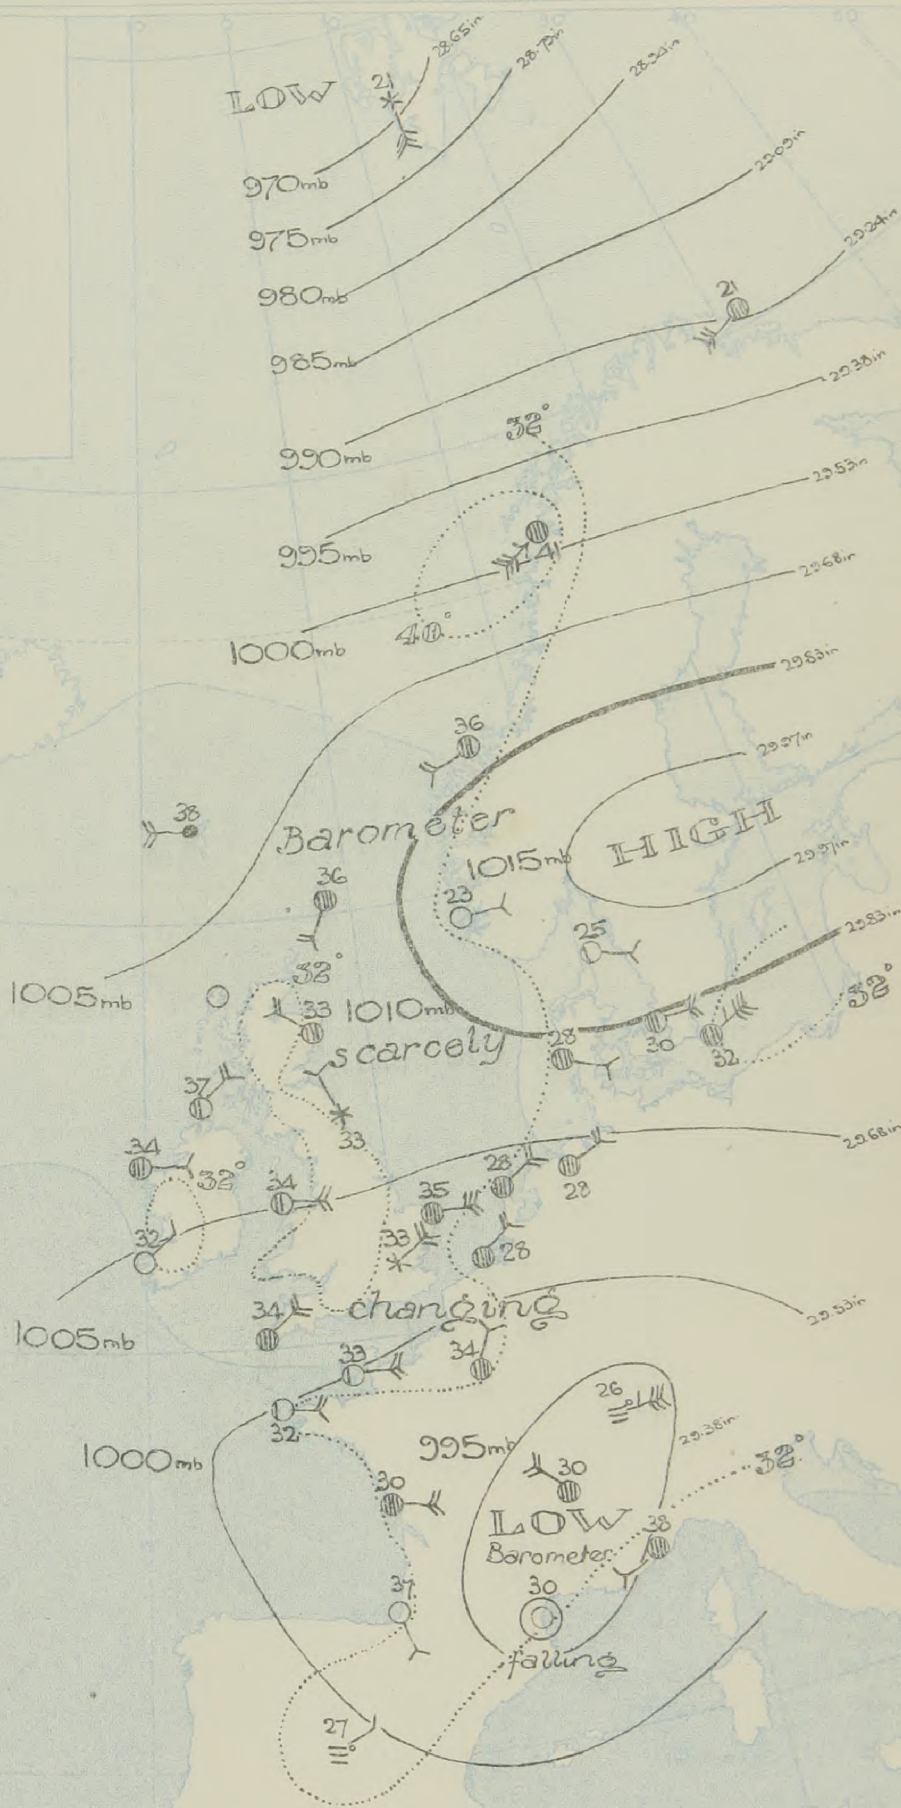 28.65in
28.79in
28.94in
21
LOW
29.09in
970mb
975mb
29.24in
980mb
21
985mb
29.38in
32°
990mb
29.53in
995mb
41
29.68in
40°
1000mb
29.83in
36
29.97in
38
Barometer
HIGH
1015mb
29.97in
36
23
29.83in
25
32°
32°
1005mb
33
1010mb
scarcely
28
30
32
37
33
34
32°
29.68in
28
28
34
35
32
33
28
changing
34
29.53in
1005mb
33
34
26
32
29.38in
995mb
32°
1000mb
30
30
LOW
38
Barometer
37
30
falling
27